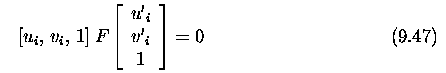 [u_i, v_i, 1] F [ u'_i
v'_i
1 ] = 0 (9.47)